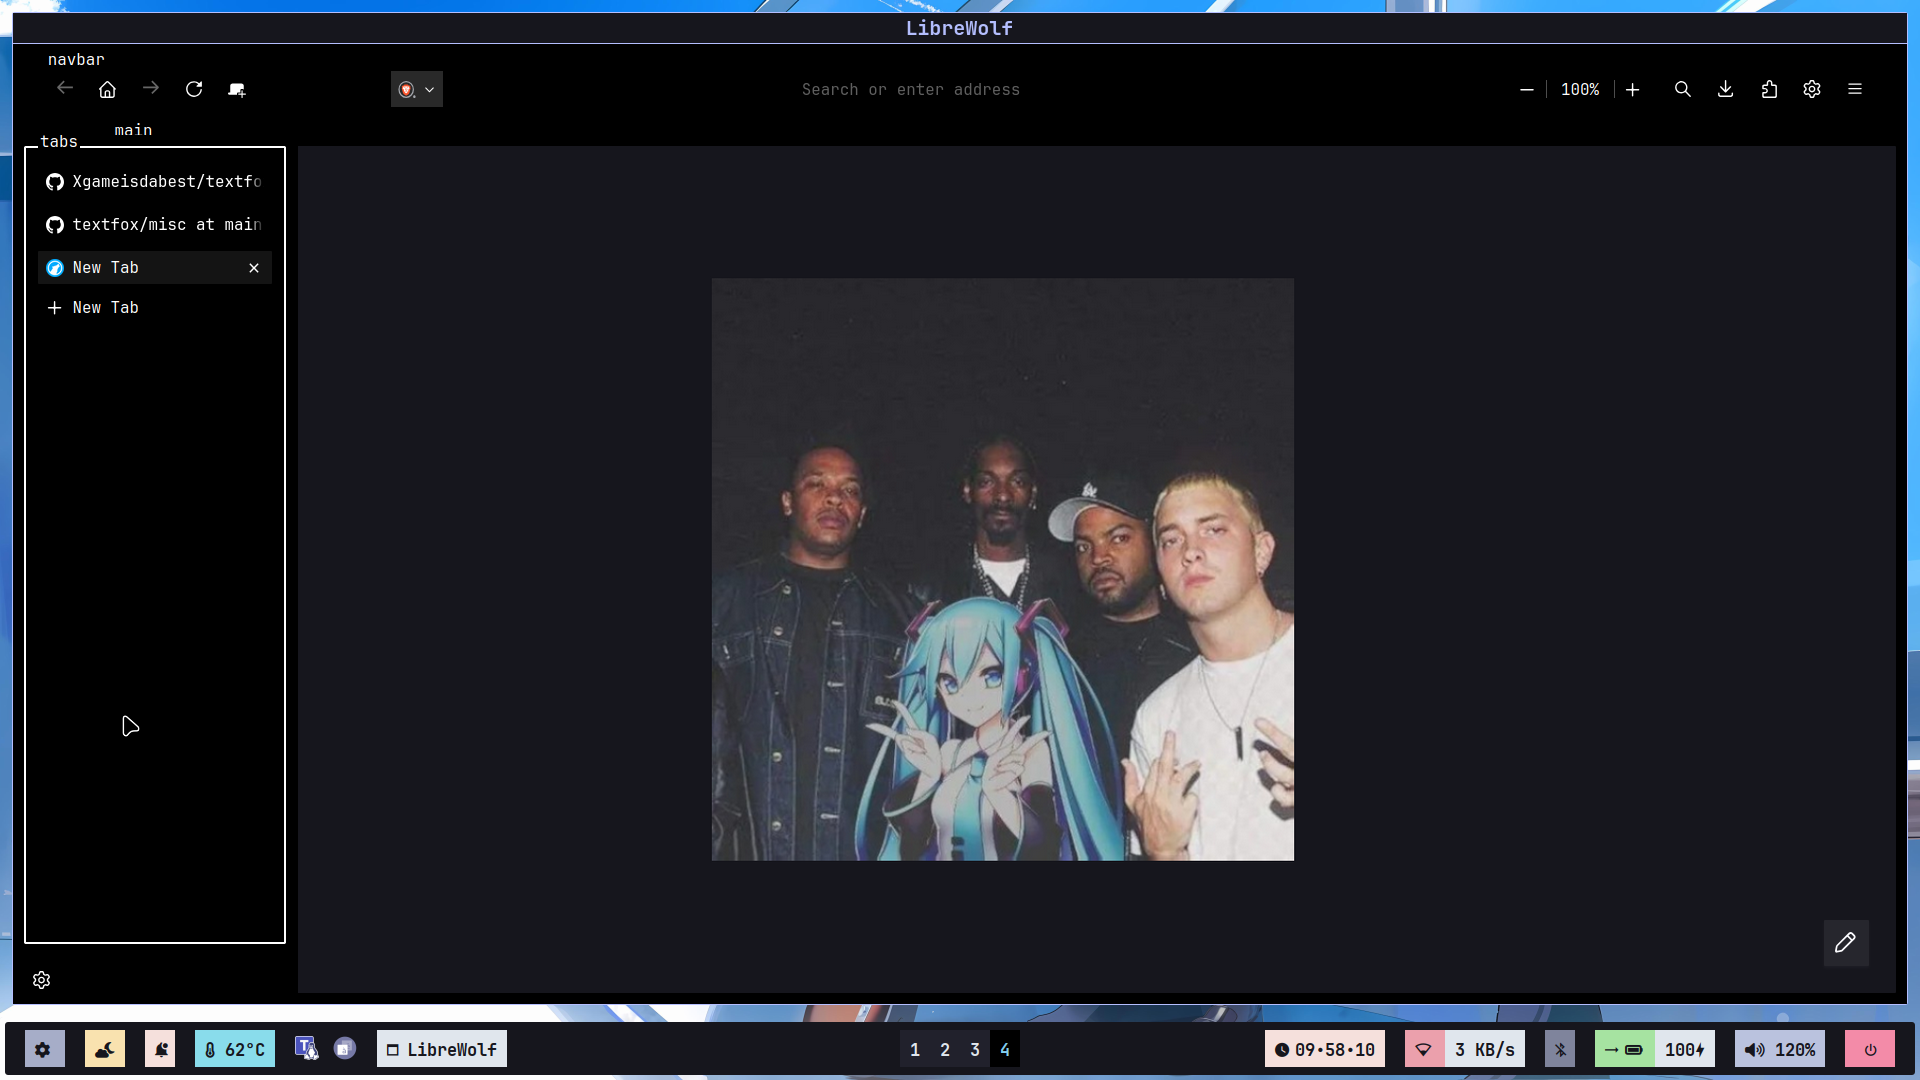 LibreWolf
navbar
Search or enter address
100%
main
tabs
Xgameisdabest/textfo
textfox/misc at main
New Tab
New Tab
62°C
LibreWolf
1 2 3 4
09•58•10
3 KB/s
100
120%